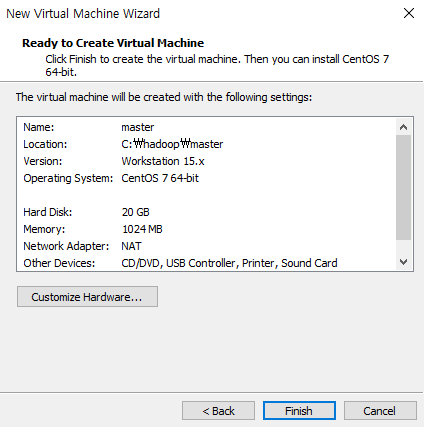 New Virtual Machine Wizard
Ready to Create Virtual Machine
Click Finish to create the virtual machine. Then you can install CentOS 7
64-bit.
The virtual machine will be created with the following settings:
Name: master
Location: C:₩hadoop₩master
Version: Workstation 15.x
Operating System: CentOS 7 64-bit
Hard Disk: 20 GB
Memory: 1024 MB
Network Adapter: NAT
Other Devices: CD/DVD, USB Controller, Printer, Sound Card
Customize Hardware...
< Back Finish Cancel